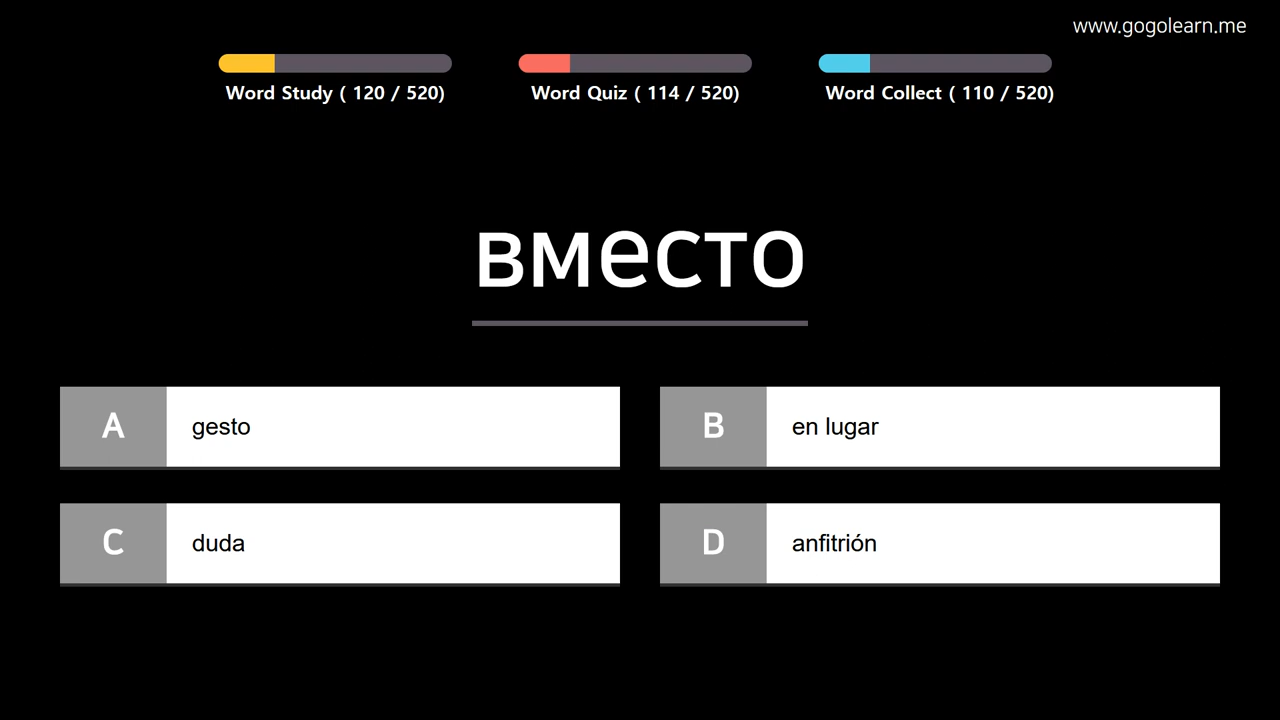 www.gogolearn.me
Word Study ( 120 / 520)
Word Quiz ( 114 / 520)
Word Collect ( 110 / 520)
вместо
A
gesto
B
en lugar
C
duda
D
anfitrión